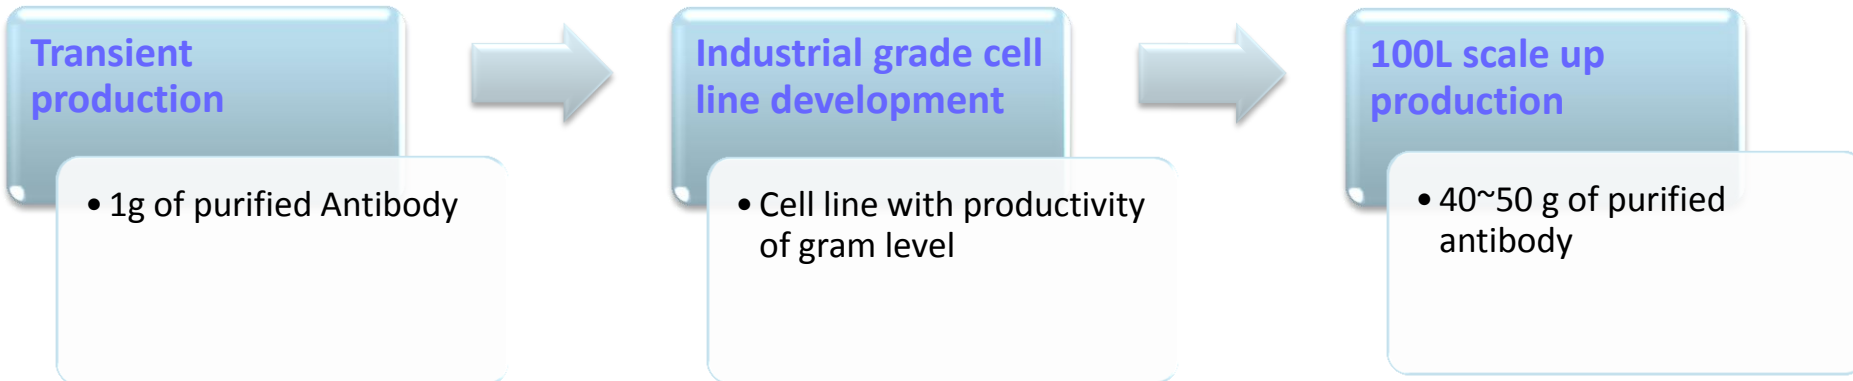 Transient
production
• 1g of purified Antibody
Industrial grade cell
line development
• Cell line with productivity
of gram level
100L scale up
production
• 40~50 g of purified
antibody